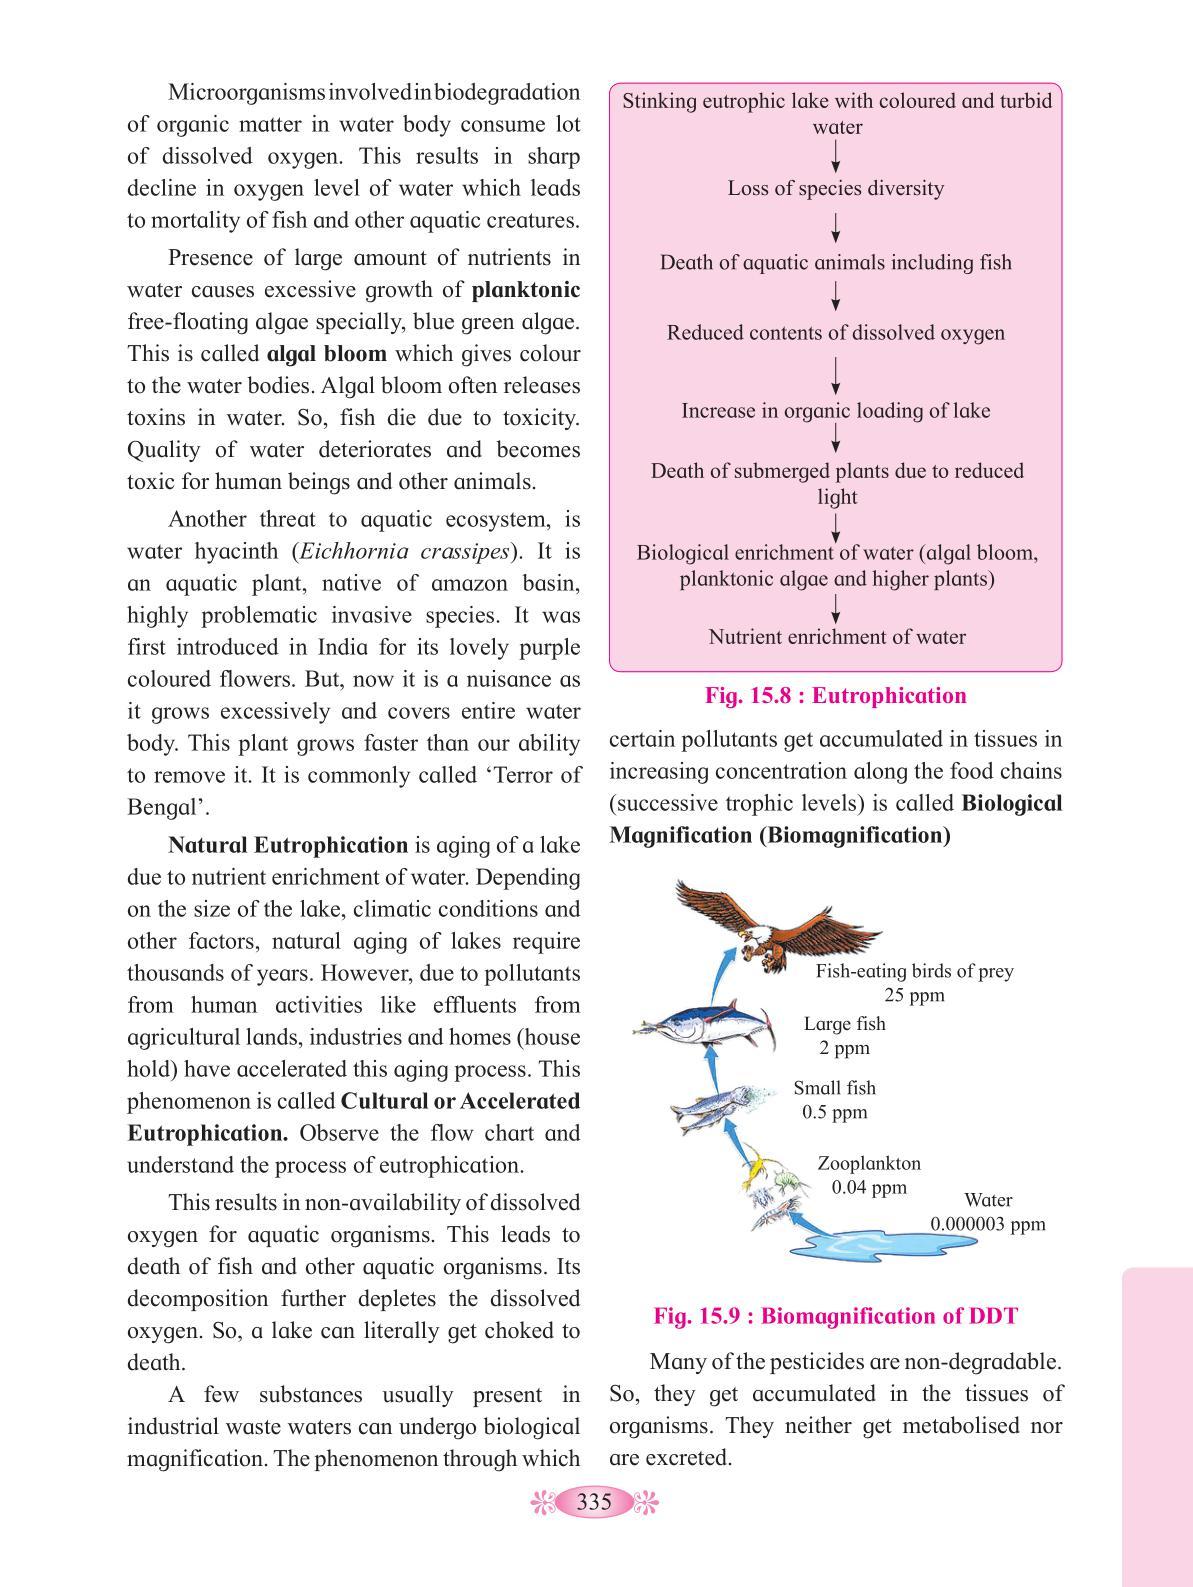 Microorganisms involved in biodegradation
of organic matter in water body consume lot
of dissolved oxygen. This results in sharp
decline in oxygen level of water which leads
to mortality of fish and other aquatic creatures.
Presence of large amount of nutrients in
water causes excessive growth of planktonic
free-floating algae specially, blue green algae.
This is called algal bloom which gives colour
to the water bodies. Algal bloom often releases
toxins in water. So, fish die due to toxicity.
Quality of water deteriorates and becomes
toxic for human beings and other animals.
Another threat to aquatic ecosystem, is
water hyacinth (Eichhornia crassipes). It is
an aquatic plant, native of amazon basin,
highly problematic invasive species. It was
first introduced in India for its lovely purple
coloured flowers. But, now it is a nuisance as
it grows excessively and covers entire water
body. This plant grows faster than our ability
to remove it. It is commonly called ‘Terror of
Bengal’.
Natural Eutrophication is aging of a lake
due to nutrient enrichment of water. Depending
on the size of the lake, climatic conditions and
other factors, natural aging of lakes require
thousands of years. However, due to pollutants
from human activities like effluents from
agricultural lands, industries and homes (house
hold) have accelerated this aging process. This
phenomenon is called Cultural or Accelerated
Eutrophication. Observe the flow chart and
understand the process of eutrophication.
This results in non-availability of dissolved
oxygen for aquatic organisms. This leads to
death of fish and other aquatic organisms. Its
decomposition further depletes the dissolved
oxygen. So, a lake can literally get choked to
death.
A few substances usually present in
industrial waste waters can undergo biological
magnification. The phenomenon through which
Stinking eutrophic lake with coloured and turbid
water
Loss of species diversity
Death of aquatic animals including fish
Reduced contents of dissolved oxygen
Increase in organic loading of lake
Death of submerged plants due to reduced
light
Biological enrichment of water (algal bloom,
planktonic algae and higher plants)
Nutrient enrichment of water
Fig. 15.8 : Eutrophication
certain pollutants get accumulated in tissues in
increasing concentration along the food chains
(successive trophic levels) is called Biological
Magnification (Biomagnification)
Fish-eating birds of prey
25 ppm
Large fish
2 ppm
Small fish
0.5 ppm
Zooplankton
0.04 ppm
Water
0.000003 ppm
Fig. 15.9 : Biomagnification of DDT
Many of the pesticides are non-degradable.
So, they get accumulated in the tissues of
organisms. They neither get metabolised nor
are excreted.
335